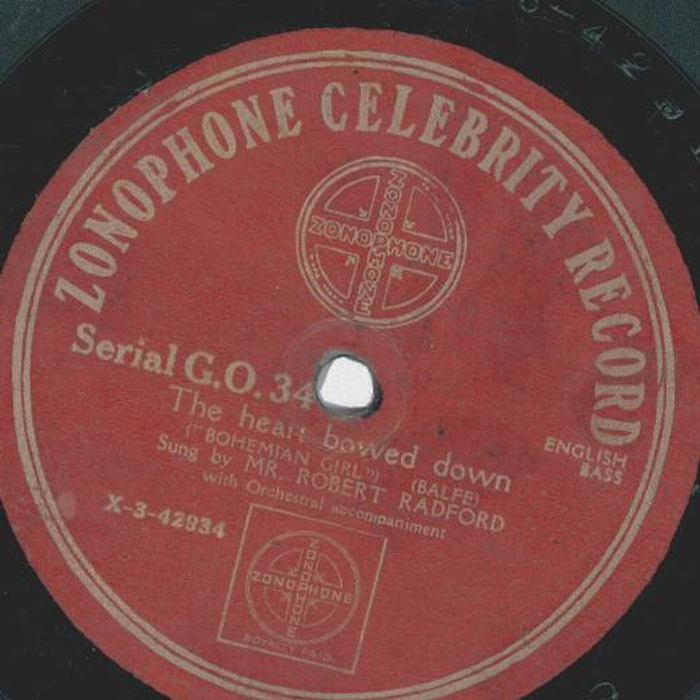 ZONOPHONE CELEBRITY RECORD
ZONOPHONE
ZONOPHONE
Serial G.O. 34
The heart bowed down
("BOHEMIAN GIRL") (BALFE)
ENGLISH
BASS
Sung by MR. ROBERT RADFORD
with Orchestral accompaniment
X-3-42834
ZONOPHONE
ZONOPHONE
ROYALTY PAID.